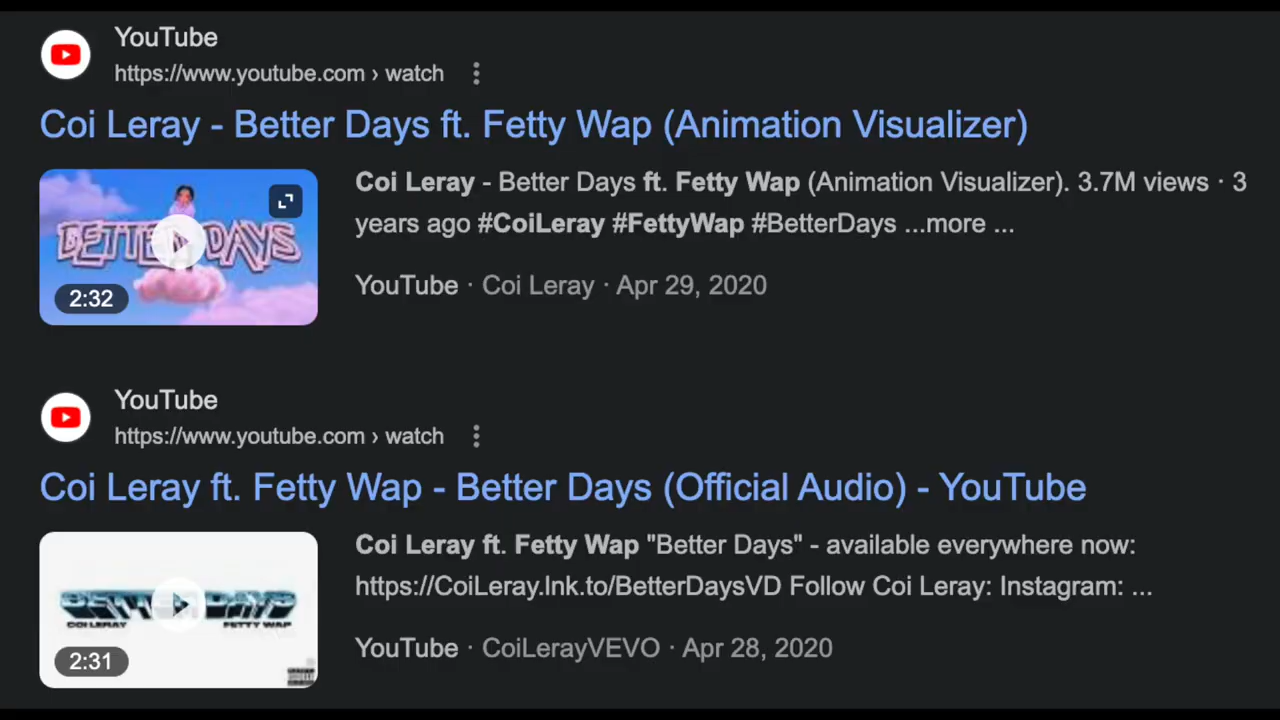 YouTube
https://www.youtube.com › watch
Coi Leray - Better Days ft. Fetty Wap (Animation Visualizer)
BETTER DAYS
2:32
Coi Leray - Better Days ft. Fetty Wap (Animation Visualizer). 3.7M views · 3
years ago #CoiLeray #FettyWap #BetterDays ...more ...
YouTube · Coi Leray · Apr 29, 2020
YouTube
https://www.youtube.com › watch
Coi Leray ft. Fetty Wap - Better Days (Official Audio) - YouTube
BETTER DAYS
COI LERAY FETTY WAP
2:31
Coi Leray ft. Fetty Wap "Better Days" - available everywhere now:
https://CoiLeray.lnk.to/BetterDaysVD Follow Coi Leray: Instagram: ...
YouTube · CoiLerayVEVO · Apr 28, 2020